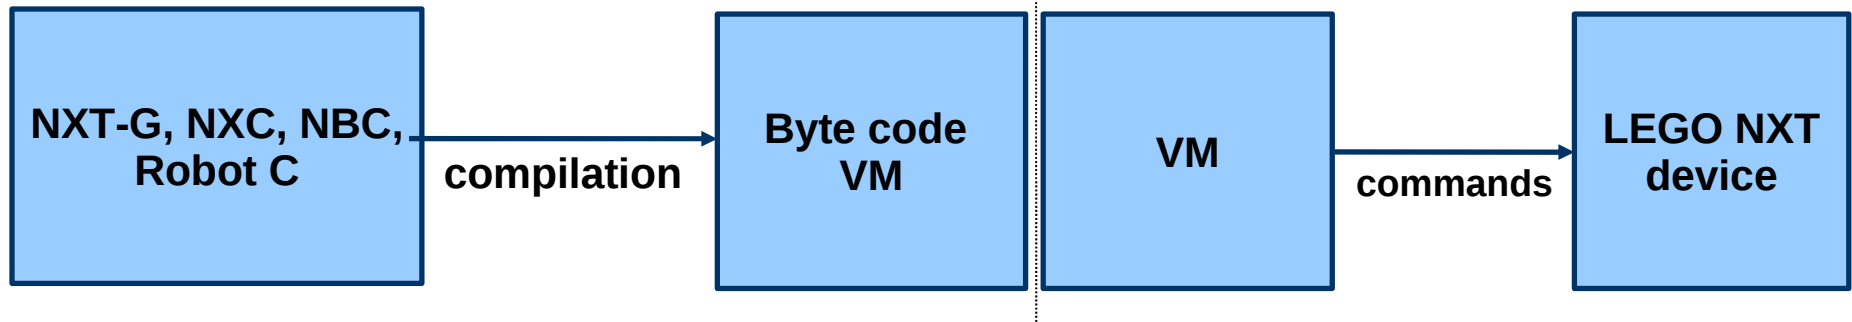 NXT-G, NXC, NBC,
Robot C
compilation
Byte code
VM
VM
commands
LEGO NXT
device